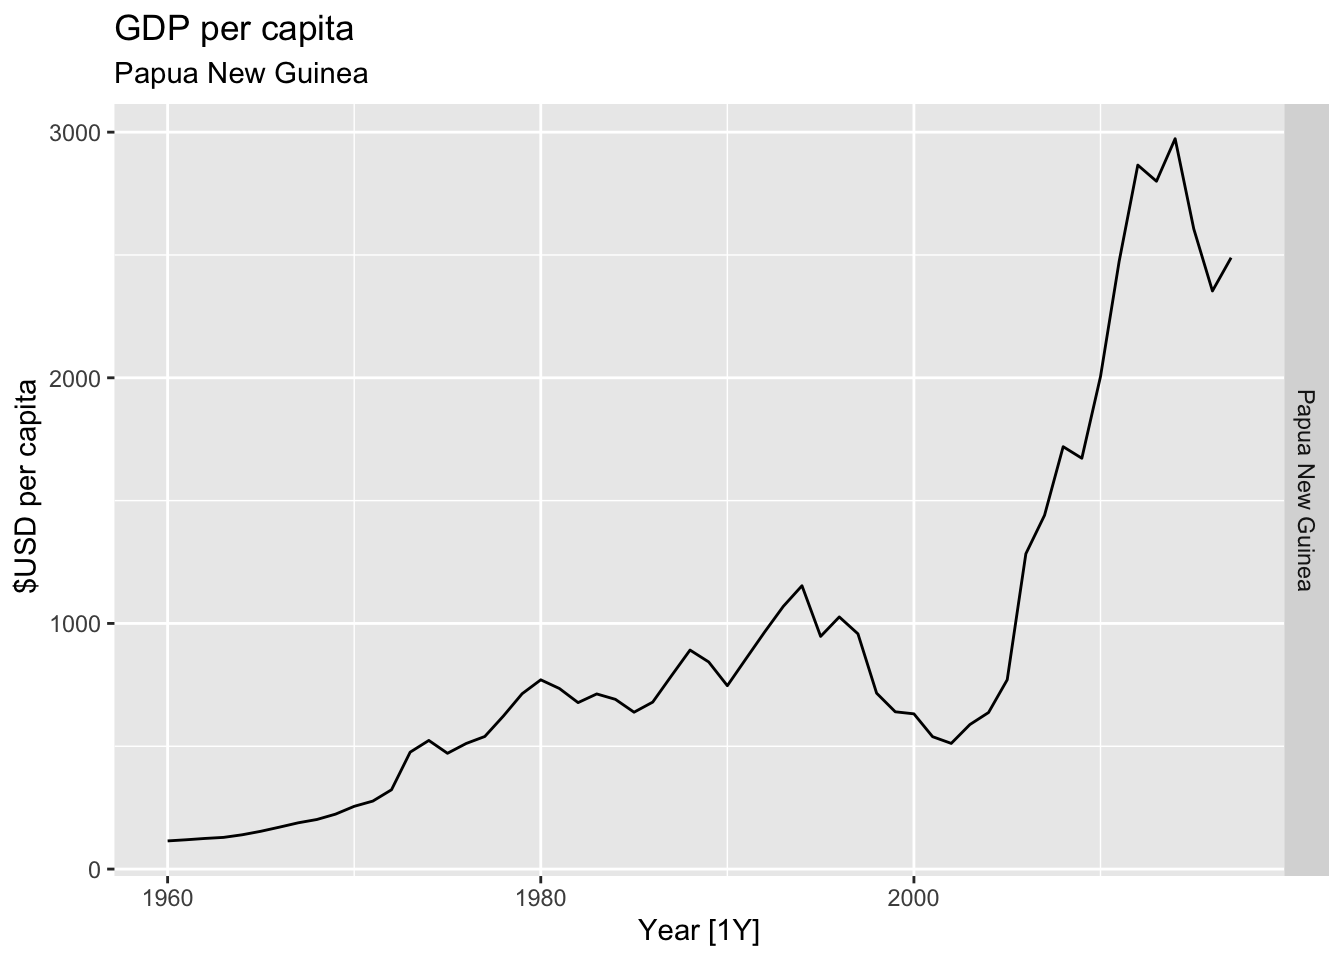 GDP per capita
Papua New Guinea
3000
2000
1000
0
$USD per capita
Papua New Guinea
1960
1980
2000
Year [1Y]